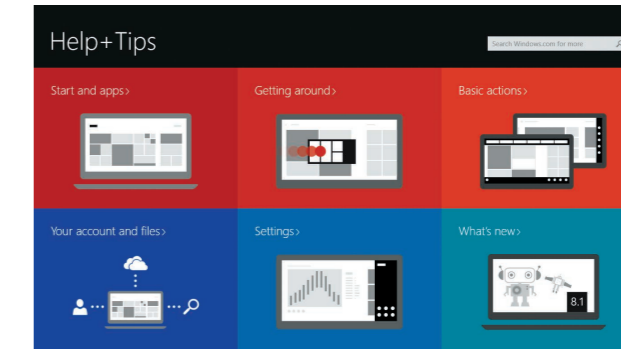 Help+Tips
Search Windows.com for more
Start and apps>
Getting around>
Basic actions>
Your account and files>
Settings>
What's new>
8.1